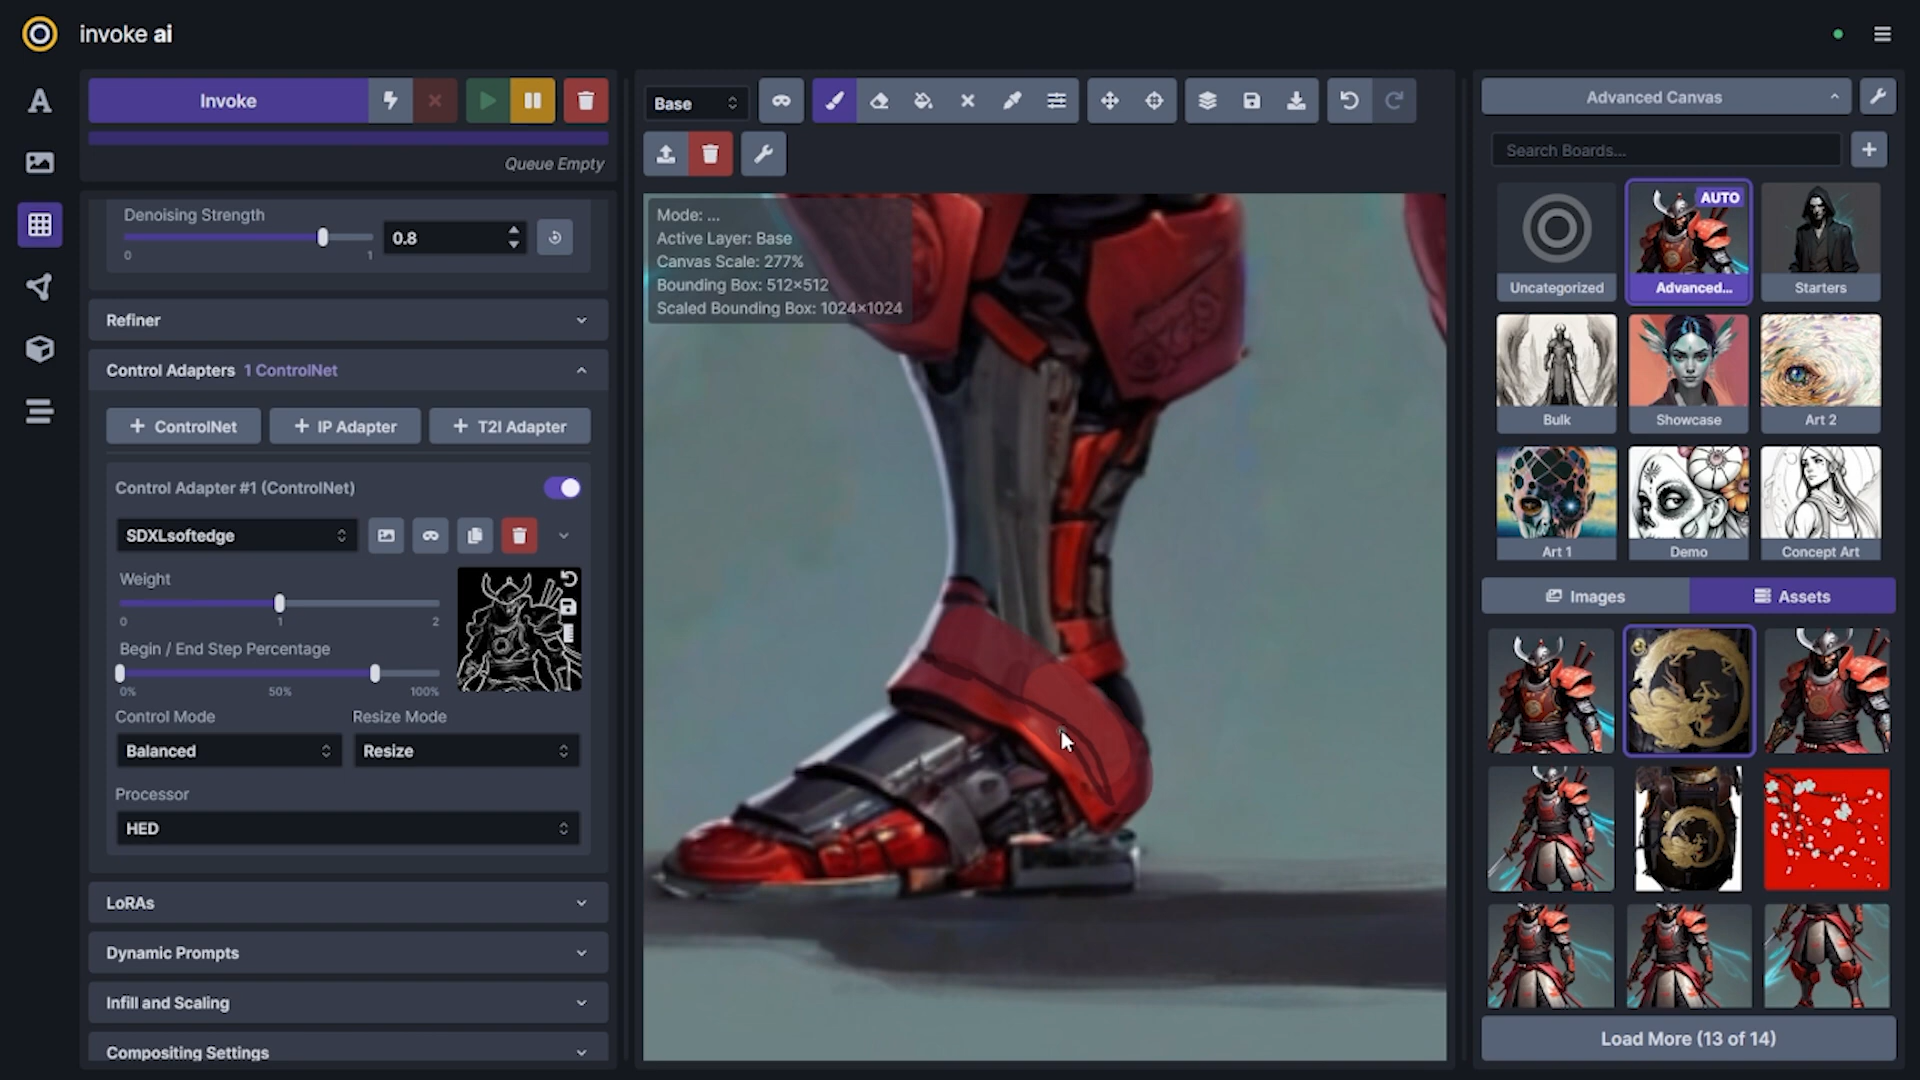 invoke ai
Invoke
Queue Empty
Denoising Strength
0.8
0
1
Refiner
Control Adapters 1 ControlNet
+ ControlNet
+ IP Adapter
+ T2I Adapter
Control Adapter #1 (ControlNet)
SDXLsoftedge
Weight
0
1
2
Begin / End Step Percentage
0%
50%
100%
Control Mode
Resize Mode
Balanced
Resize
Processor
HED
LoRAs
Dynamic Prompts
Infill and Scaling
Compositing Settings
Base
Mode: ...
Active Layer: Base
Canvas Scale: 277%
Bounding Box: 512×512
Scaled Bounding Box: 1024×1024
Advanced Canvas
Search Boards...
AUTO
Uncategorized
Advanced...
Starters
Bulk
Showcase
Art 2
Art 1
Demo
Concept Art
Images
Assets
Load More (13 of 14)